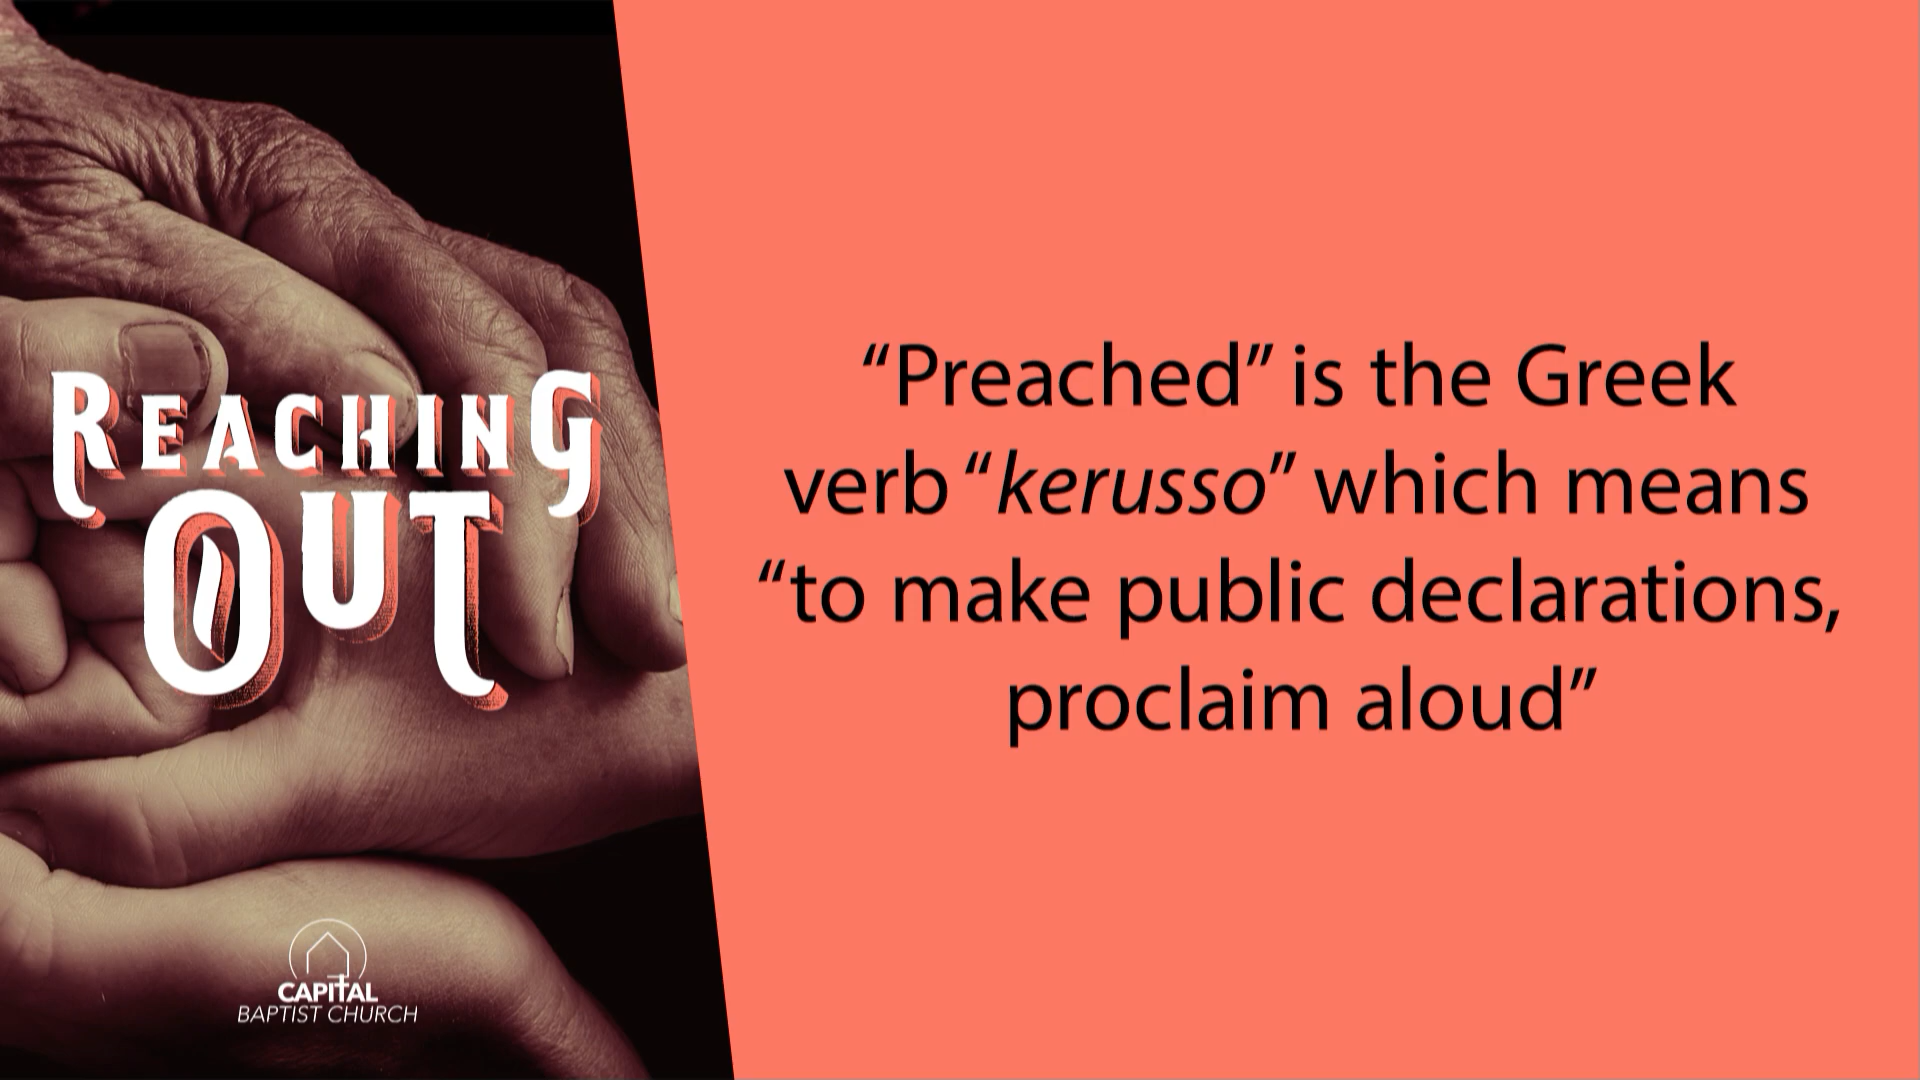 REACHING
OUT
CAPITAL
BAPTIST CHURCH
“Preached” is the Greek
verb “kerusso” which means
“to make public declarations,
proclaim aloud”